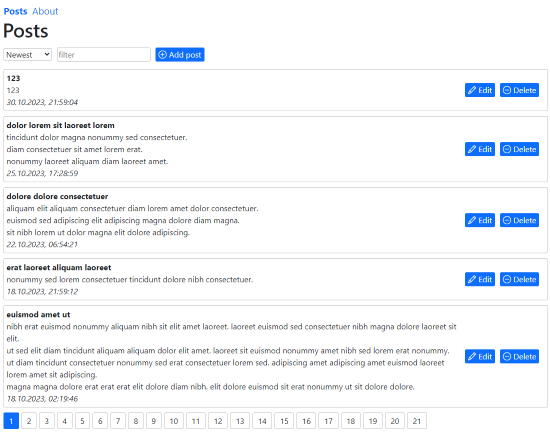 Posts About
Posts
Newest filter Add post
123
123
30.10.2023, 21:59:04
Edit Delete
dolor lorem sit laoreet lorem
tincidunt dolor magna nonummy sed consectetuer.
diam consectetuer sit amet lorem erat.
nonummy laoreet aliquam diam laoreet amet.
25.10.2023, 17:28:59
Edit Delete
dolore dolore consectetuer
aliquam elit aliquam consectetuer diam lorem amet dolor consectetuer.
euismod sed adipiscing elit adipiscing magna dolore diam magna.
sit nibh lorem ut dolor magna elit dolore adipiscing.
22.10.2023, 06:54:21
Edit Delete
erat laoreet aliquam laoreet
nonummy sed lorem consectetuer tincidunt dolore nibh consectetuer.
18.10.2023, 21:59:12
Edit Delete
euismod amet ut
nibh erat euismod nonummy aliquam nibh sit elit amet laoreet. laoreet euismod sed consectetuer nibh magna dolore laoreet sit
elit.
ut sed elit diam tincidunt aliquam aliquam dolor elit amet. laoreet sit euismod nonummy amet nibh sed lorem erat nonummy.
ut diam tincidunt consectetuer nonummy sed erat consectetuer lorem sed. adipiscing amet adipiscing amet euismod laoreet
lorem amet sit adipiscing.
magna magna dolore erat erat erat elit dolore diam nibh. elit dolore euismod sit erat nonummy ut sit dolore dolore.
18.10.2023, 02:19:46
Edit Delete
1 2 3 4 5 6 7 8 9 10 11 12 13 14 15 16 17 18 19 20 21